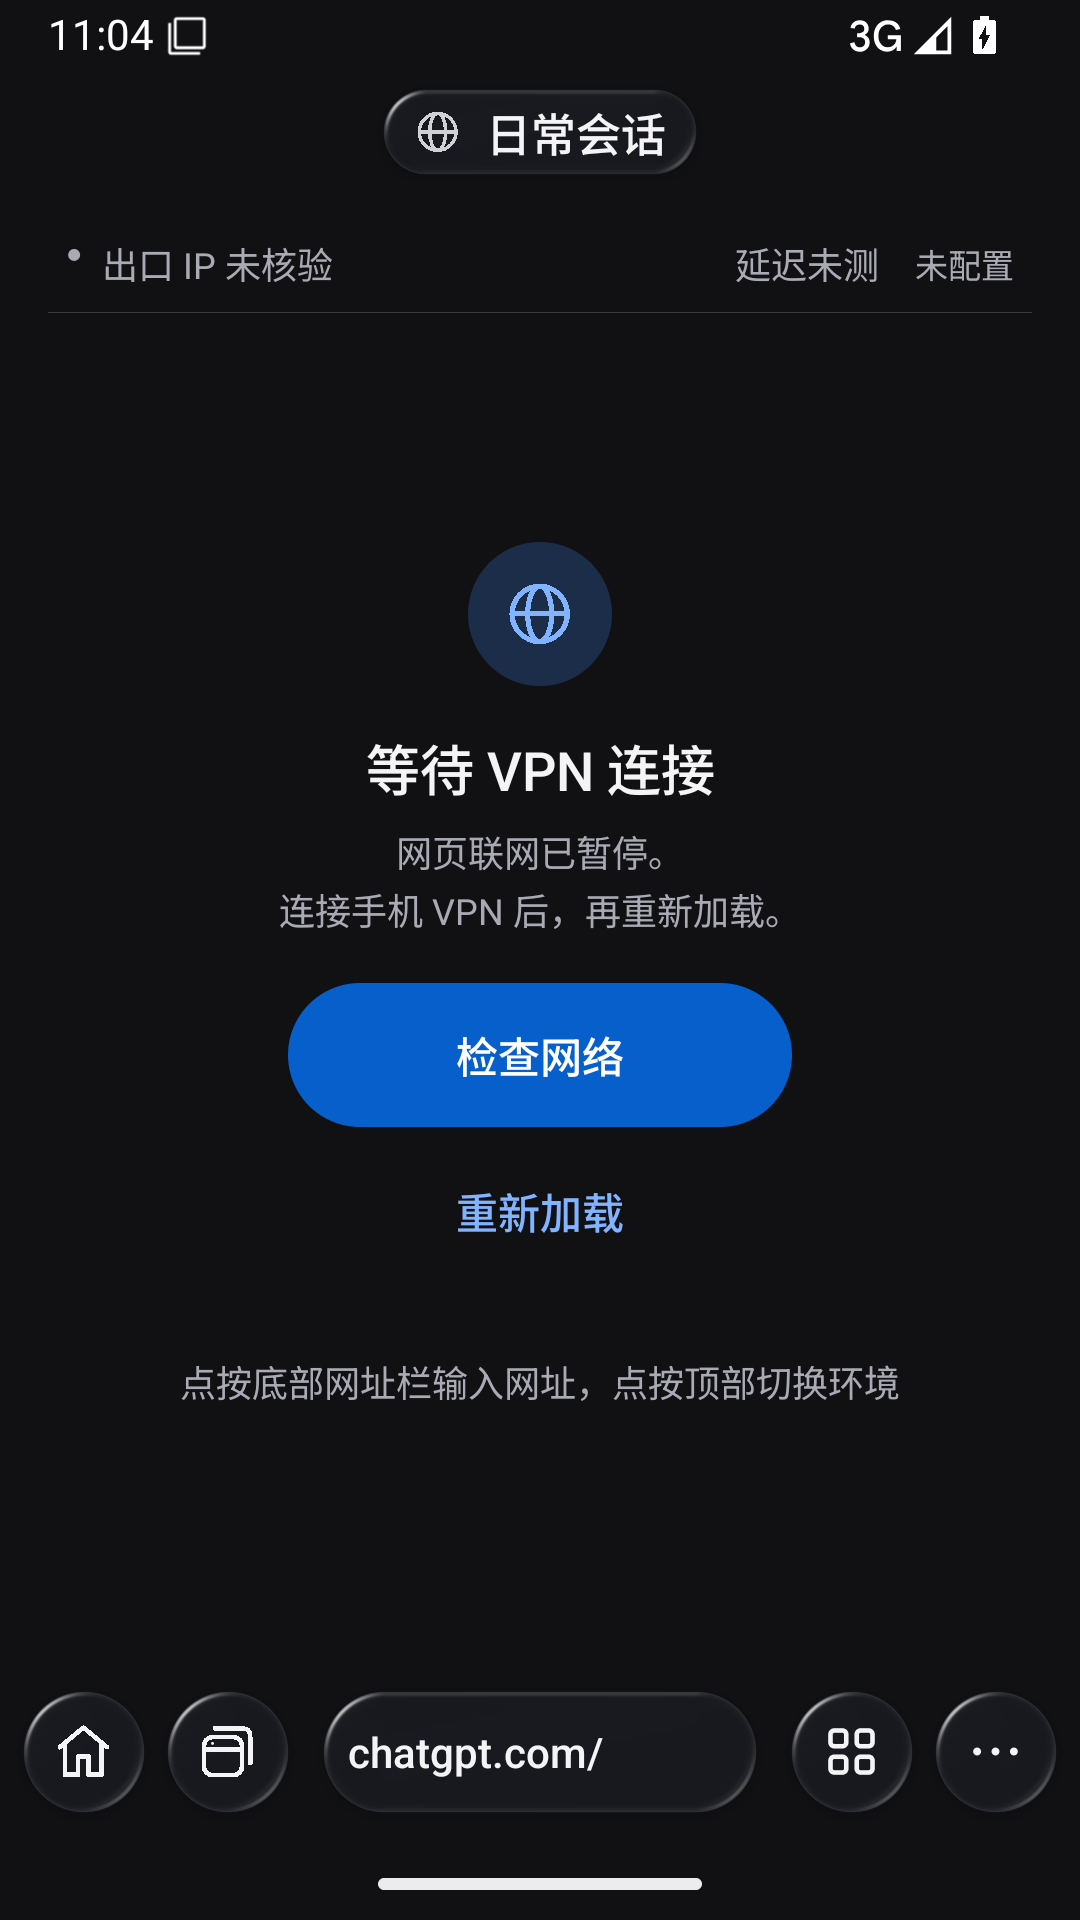 11:04
3G
日常会话
出口 IP 未核验
延迟未测 未配置
等待 VPN 连接
网页联网已暂停。
连接手机 VPN 后，再重新加载。
检查网络
重新加载
点按底部网址栏输入网址，点按顶部切换环境
chatgpt.com/